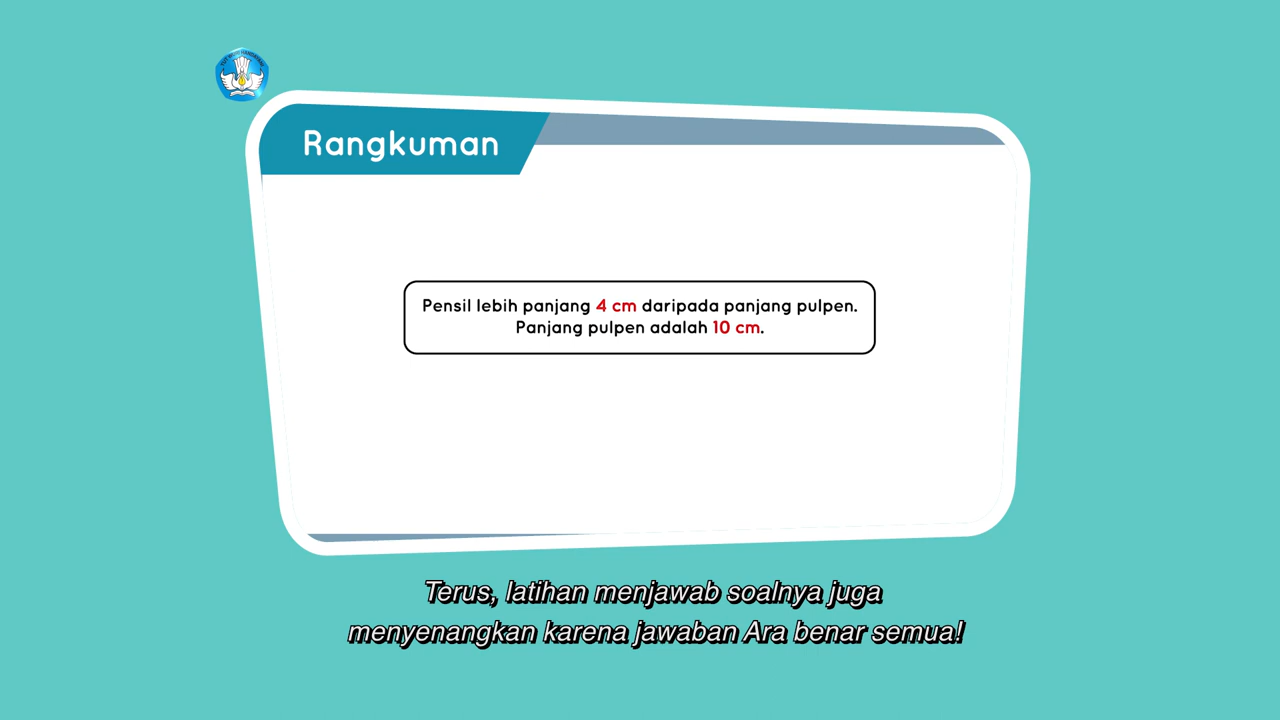 Rangkuman
Pensil lebih panjang 4 cm daripada panjang pulpen.
Panjang pulpen adalah 10 cm.
Terus, latihan menjawab soalnya juga
menyenangkan karena jawaban Ara benar semua!